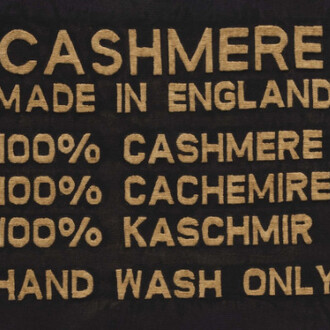 CASHMERE
MADE IN ENGLAND
100% CASHMERE
100% CACHEMIRE
100% KASCHMIR
HAND WASH ONLY